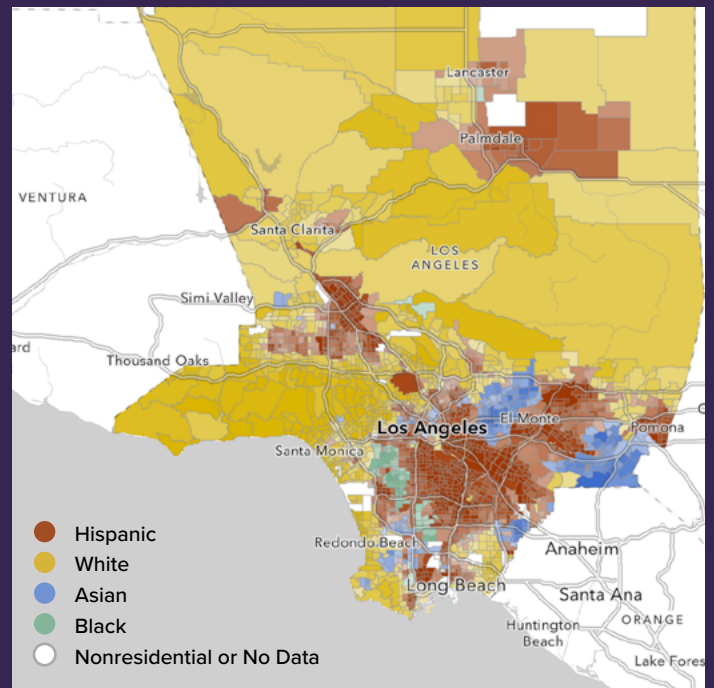 Lancaster
Palmdale
VENTURA
Santa Clarita
LOS
ANGELES
Simi Valley
ard
Thousand Oaks
El Monte
Los Angeles
Pomona
Santa Monica
Hispanic
White
Redondo Beach
Anaheim
Asian
Long Beach
Santa Ana
Black
Huntington
Beach
ORANGE
Nonresidential or No Data
Lake Fores